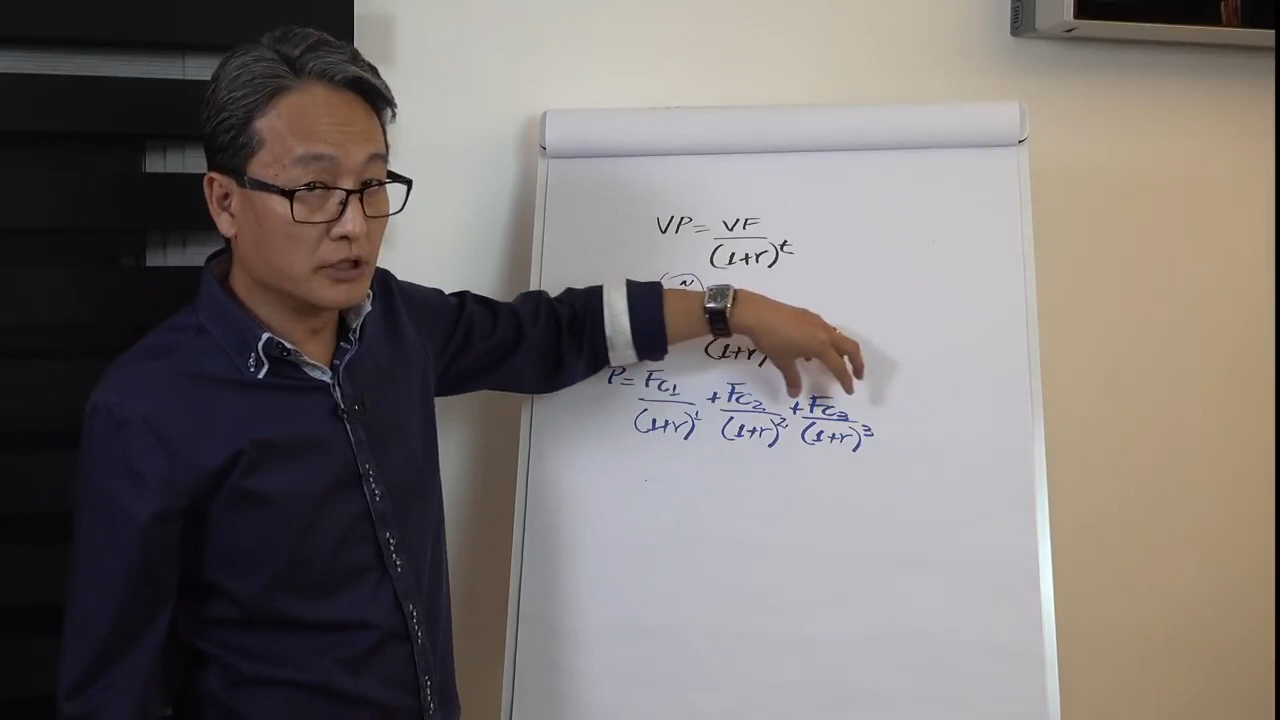 VP = VF/(1+r)^t
N
(1+r)
P = FC1/(1+r)^1 + FC2/(1+r)^2 + FC3/(1+r)^3